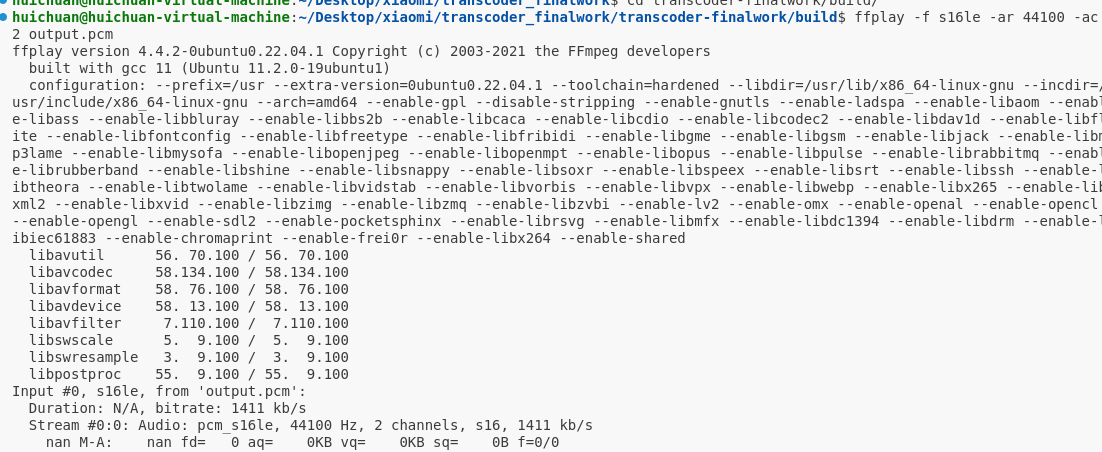 huichuan@huichuan-virtual-machine:~/Desktop/xiaomi/transcoder_finalwork$ cd transcoder-finalwork/build/
huichuan@huichuan-virtual-machine:~/Desktop/xiaomi/transcoder_finalwork/transcoder-finalwork/build$ ffplay -f s16le -ar 44100 -ac
2 output.pcm
ffplay version 4.4.2-0ubuntu0.22.04.1 Copyright (c) 2003-2021 the FFmpeg developers
  built with gcc 11 (Ubuntu 11.2.0-19ubuntu1)
  configuration: --prefix=/usr --extra-version=0ubuntu0.22.04.1 --toolchain=hardened --libdir=/usr/lib/x86_64-linux-gnu --incdir=/
usr/include/x86_64-linux-gnu --arch=amd64 --enable-gpl --disable-stripping --enable-gnutls --enable-ladspa --enable-libaom --enabl
e-libass --enable-libbluray --enable-libbs2b --enable-libcaca --enable-libcdio --enable-libcodec2 --enable-libdav1d --enable-libfl
ite --enable-libfontconfig --enable-libfreetype --enable-libfribidi --enable-libgme --enable-libgsm --enable-libjack --enable-libm
p3lame --enable-libmysofa --enable-libopenjpeg --enable-libopenmpt --enable-libopus --enable-libpulse --enable-librabbitmq --enabl
e-librubberband --enable-libshine --enable-libsnappy --enable-libsoxr --enable-libspeex --enable-libsrt --enable-libssh --enable-l
ibtheora --enable-libtwolame --enable-libvidstab --enable-libvorbis --enable-libvpx --enable-libwebp --enable-libx265 --enable-lib
xml2 --enable-libxvid --enable-libzimg --enable-libzmq --enable-libzvbi --enable-lv2 --enable-omx --enable-openal --enable-opencl
--enable-opengl --enable-sdl2 --enable-pocketsphinx --enable-librsvg --enable-libmfx --enable-libdc1394 --enable-libdrm --enable-l
ibiec61883 --enable-chromaprint --enable-frei0r --enable-libx264 --enable-shared
  libavutil      56. 70.100 / 56. 70.100
  libavcodec     58.134.100 / 58.134.100
  libavformat    58. 76.100 / 58. 76.100
  libavdevice    58. 13.100 / 58. 13.100
  libavfilter     7.110.100 /  7.110.100
  libswscale      5.  9.100 /  5.  9.100
  libswresample   3.  9.100 /  3.  9.100
  libpostproc    55.  9.100 / 55.  9.100
Input #0, s16le, from 'output.pcm':
  Duration: N/A, bitrate: 1411 kb/s
  Stream #0:0: Audio: pcm_s16le, 44100 Hz, 2 channels, s16, 1411 kb/s
    nan M-A:    nan fd=   0 aq=    0KB vq=    0KB sq=    0B f=0/0